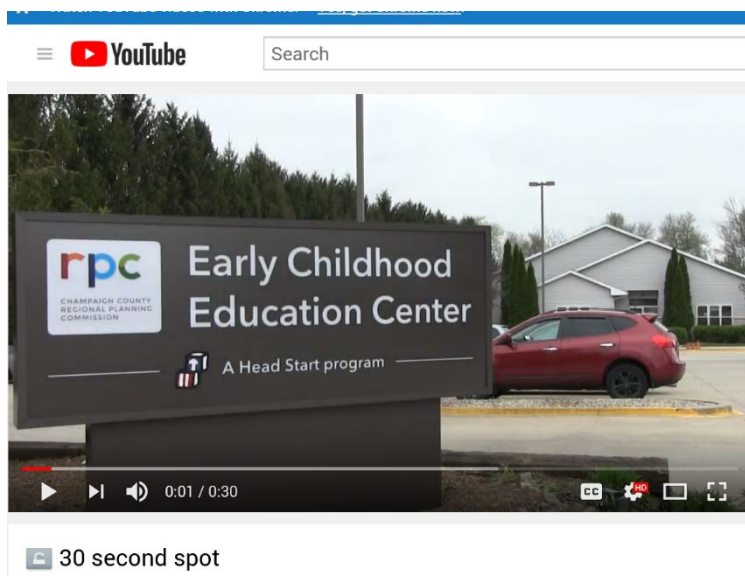 YouTube
Search
rpc
CHAMPAIGN COUNTY
REGIONAL PLANNING
COMMISSION
Early Childhood
Education Center
A Head Start program
0:01 / 0:30
CC
HD
30 second spot